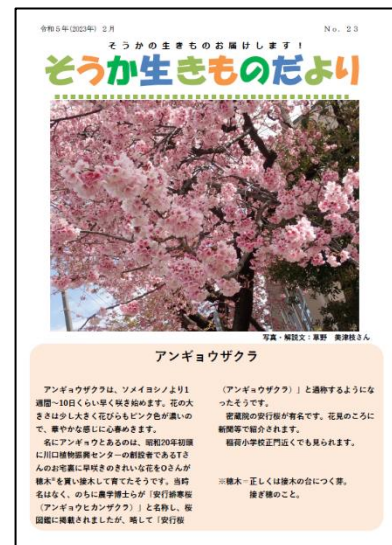 令和5年(2023年) 2月
No. 23
そうかの生きものお届けします！
そうか生きものだより
写真・解説文：草野 美津枝さん
アンギョウザクラ
アンギョウザクラは、ソメイヨシノより1
週間～10日くらい早く咲き始めます。花の大
きさは少し大きく花びらもピンク色が濃いの
で、華やかな感じに心春めきます。
名にアンギョウとあるのは、昭和20年初頭
に川口植物振興センターの創設者であるTさ
んのお宅裏に早咲きのきれいな花をOさんが
穂木※を貰い接木して育てたそうです。当時
名はなく、のちに農学博士らが「安行緋寒桜
（アンギョウヒカンザクラ）」と名称し、桜
図鑑に掲載されましたが、略して「安行桜
（アンギョウザクラ）」と通称するようにな
ったそうです。
密蔵院の安行桜が有名です。花見のころに
新聞等で紹介されます。
稲荷小学校正門近くでも見られます。
※穂木－正しくは接木の台につく芽。
接ぎ穂のこと。